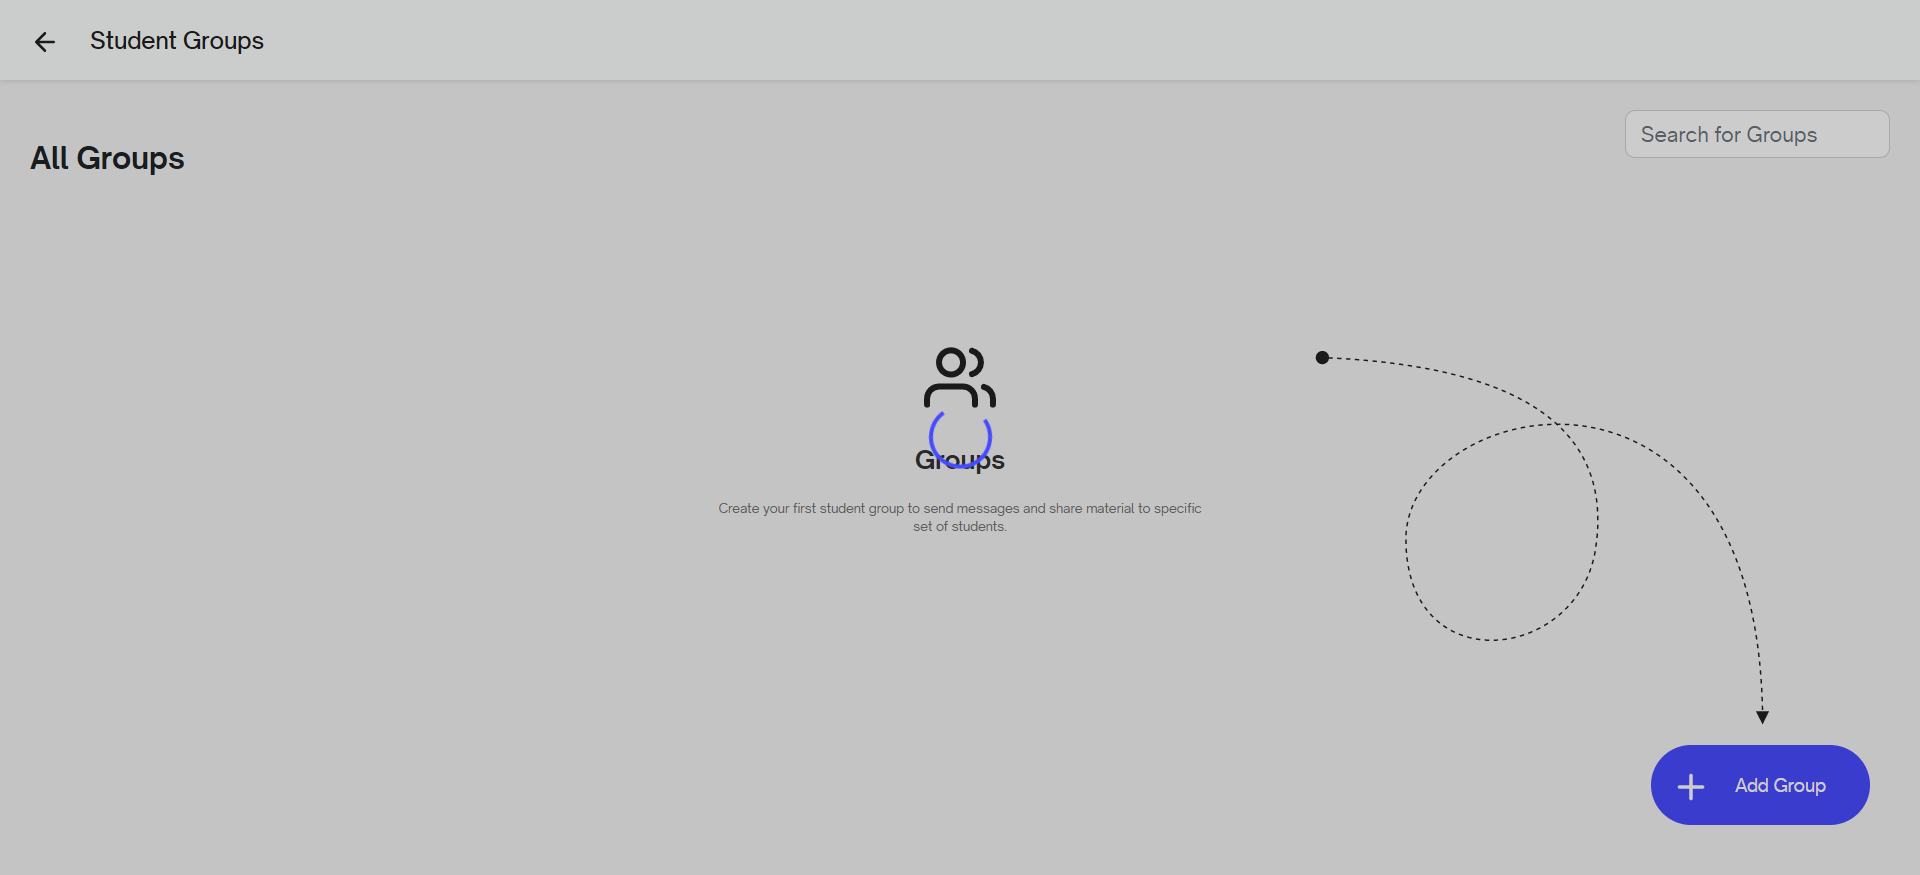 Student Groups
All Groups
Search for Groups
Groups
Create your first student group to send messages and share material to specific
set of students.
Add Group